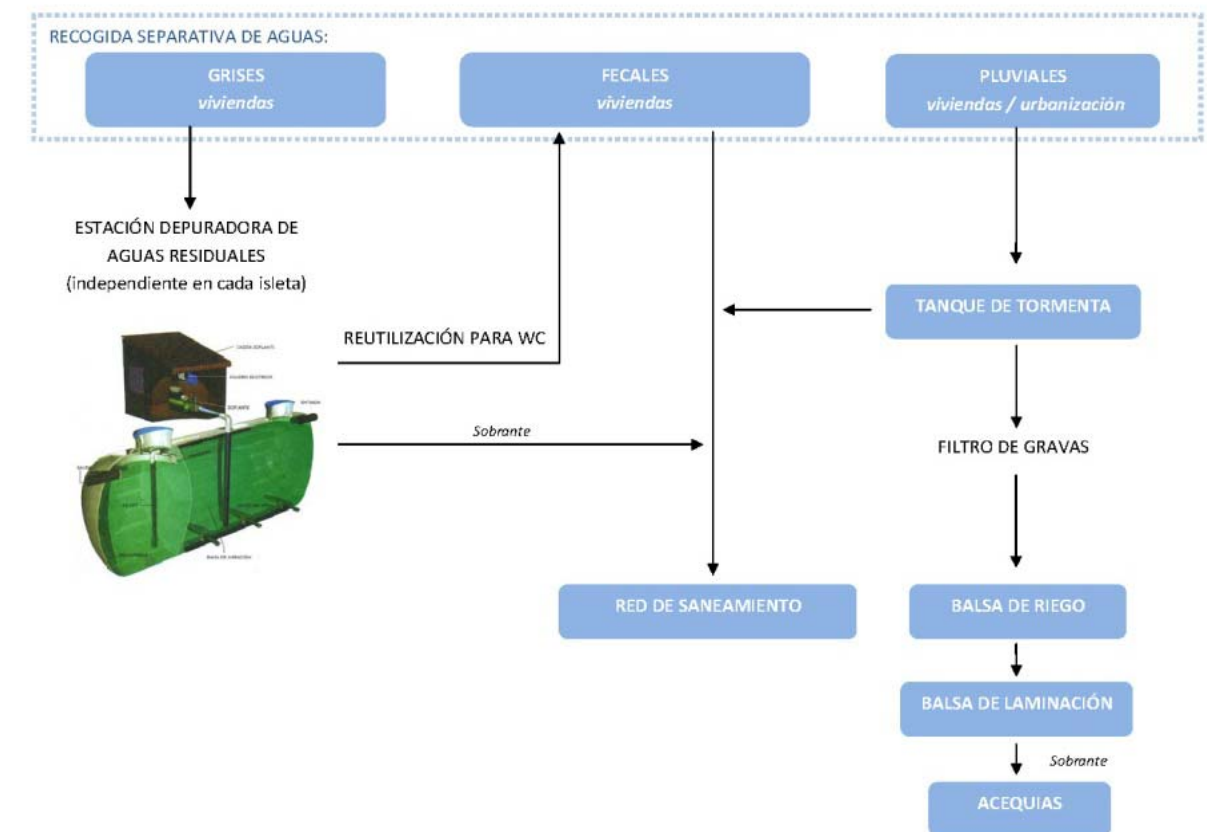 RECOGIDA SEPARATIVA DE AGUAS:
GRISES
viviendas
FECALES
viviendas
PLUVIALES
viviendas / urbanización
ESTACIÓN DEPURADORA DE
AGUAS RESIDUALES
(independiente en cada isleta)
TANQUE DE TORMENTA
REUTILIZACIÓN PARA WC
SOPLANTE
Sobrante
FILTRO DE GRAVAS
RED DE SANEAMIENTO
BALSA DE RIEGO
BALSA DE LAMINACIÓN
Sobrante
ACEQUIAS